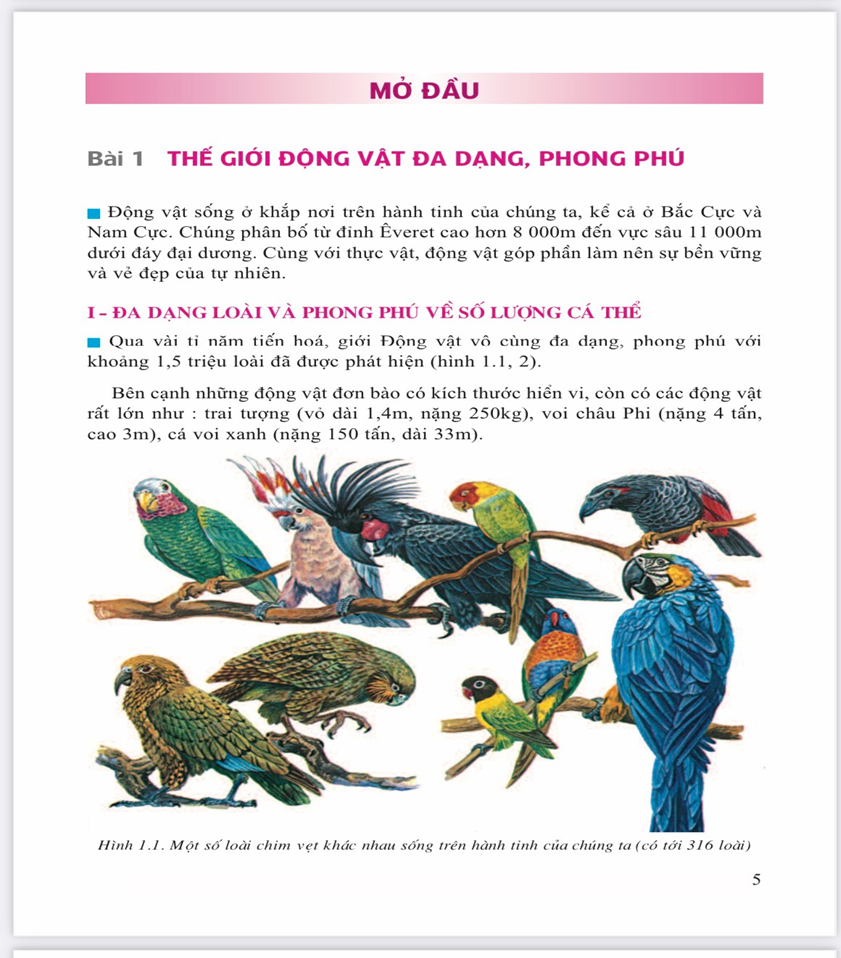 MỞ ĐẦU
Bài 1 THẾ GIỚI ĐỘNG VẬT ĐA DẠNG, PHONG PHÚ
Động vật sống ở khắp nơi trên hành tinh của chúng ta, kể cả ở Bắc Cực và
Nam Cực. Chúng phân bố từ đỉnh Êveret cao hơn 8 000m đến vực sâu 11 000m
dưới đáy đại dương. Cùng với thực vật, động vật góp phần làm nên sự bền vững
và vẻ đẹp của tự nhiên.
I - ĐA DẠNG LOÀI VÀ PHONG PHÚ VỀ SỐ LƯỢNG CÁ THỂ
Qua vài tỉ năm tiến hoá, giới Động vật vô cùng đa dạng, phong phú với
khoảng 1,5 triệu loài đã được phát hiện (hình 1.1, 2).
Bên cạnh những động vật đơn bào có kích thước hiển vi, còn có các động vật
rất lớn như : trai tượng (vỏ dài 1,4m, nặng 250kg), voi châu Phi (nặng 4 tấn,
cao 3m), cá voi xanh (nặng 150 tấn, dài 33m).
Hình 1.1. Một số loài chim vẹt khác nhau sống trên hành tinh của chúng ta (có tới 316 loài)
5